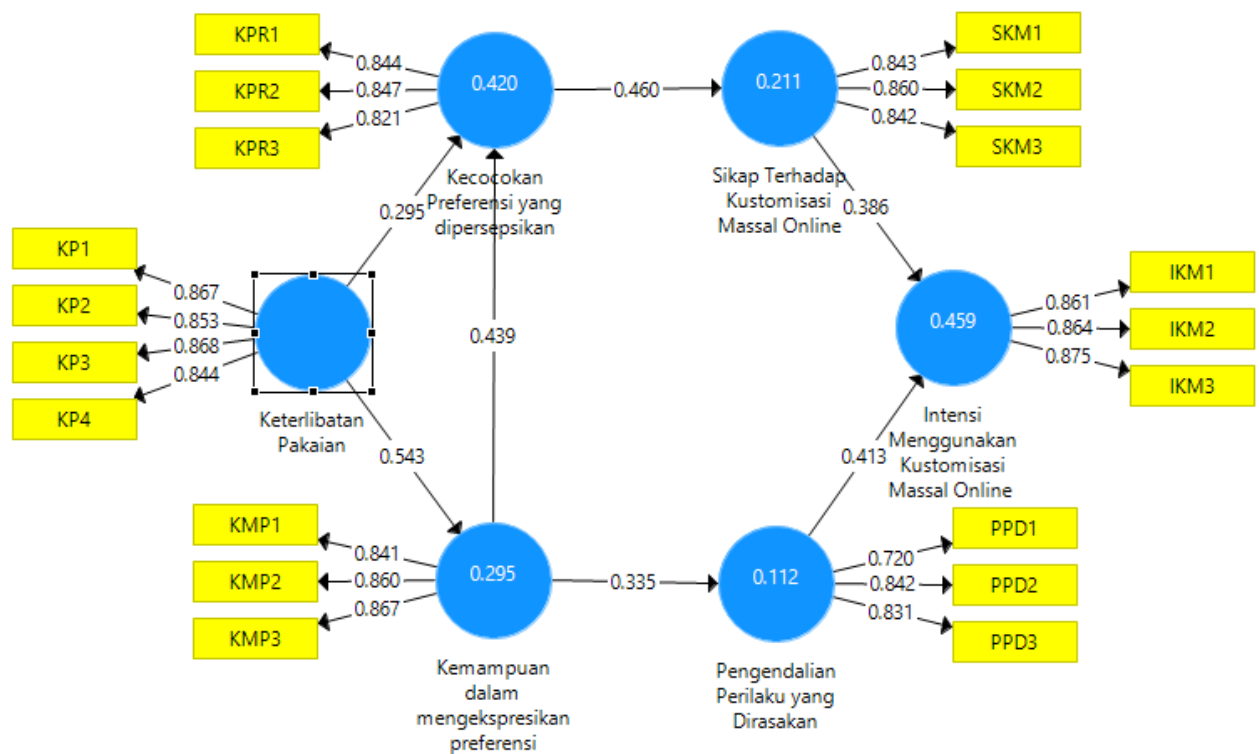 KPR1
0.844
KPR2
0.847
KPR3
0.821
0.420
0.460
0.211
SKM1
0.843
SKM2
0.860
SKM3
0.842
Kecocokan
Preferensi yang
dipersepsikan
Sikap Terhadap
Kustomisasi
Massal Online
0.295
0.386
KP1
0.867
KP2
0.853
KP3
0.868
KP4
0.844
Keterlibatan
Pakaian
0.439
0.459
IKM1
0.861
IKM2
0.864
IKM3
0.875
Intensi
Menggunakan
Kustomisasi
Massal Online
0.543
0.413
KMP1
0.841
KMP2
0.860
KMP3
0.867
0.295
0.335
0.112
PPD1
0.720
PPD2
0.842
PPD3
0.831
Kemampuan
dalam
mengekspresikan
preferensi
Pengendalian
Perilaku yang
Dirasakan